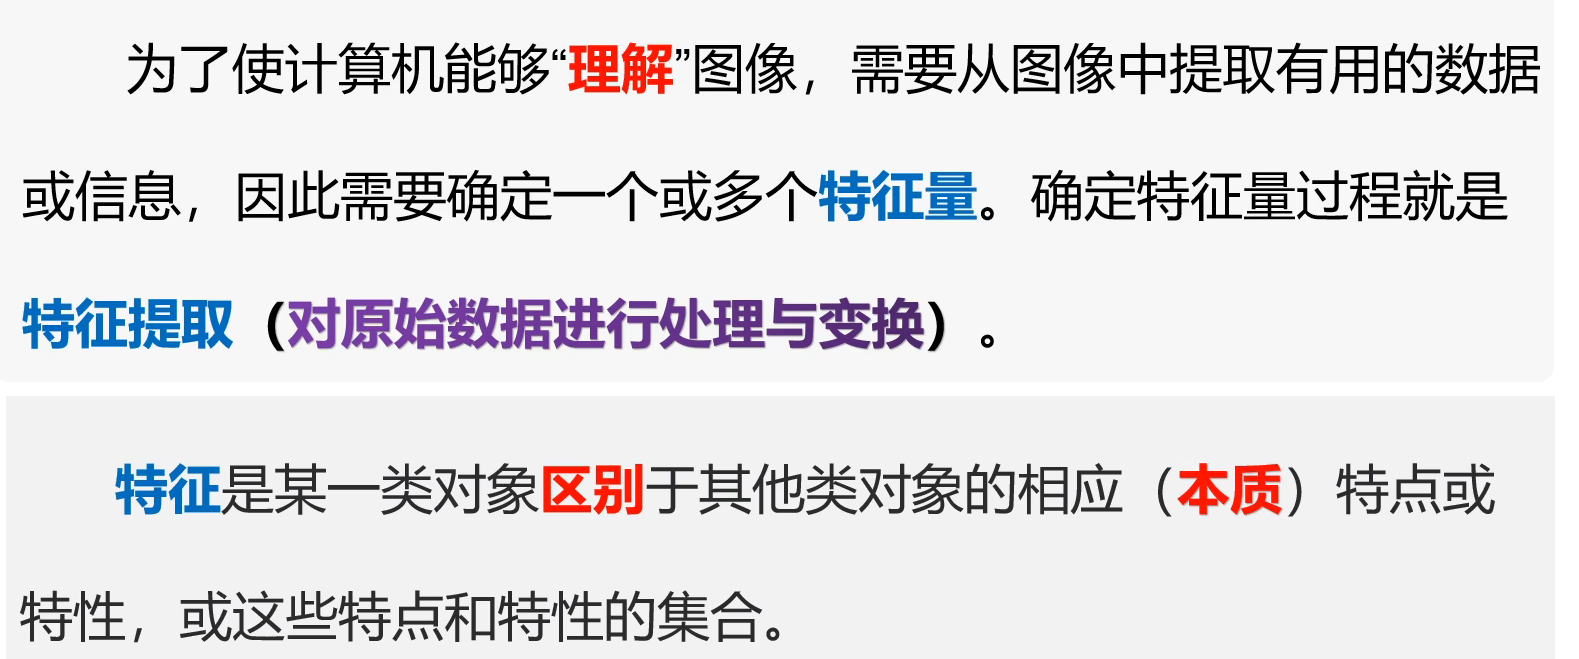 为了使计算机能够“理解”图像，需要从图像中提取有用的数据
或信息，因此需要确定一个或多个特征量。确定特征量过程就是
特征提取（对原始数据进行处理与变换）。
特征是某一类对象区别于其他类对象的相应（本质）特点或
特性，或这些特点和特性的集合。